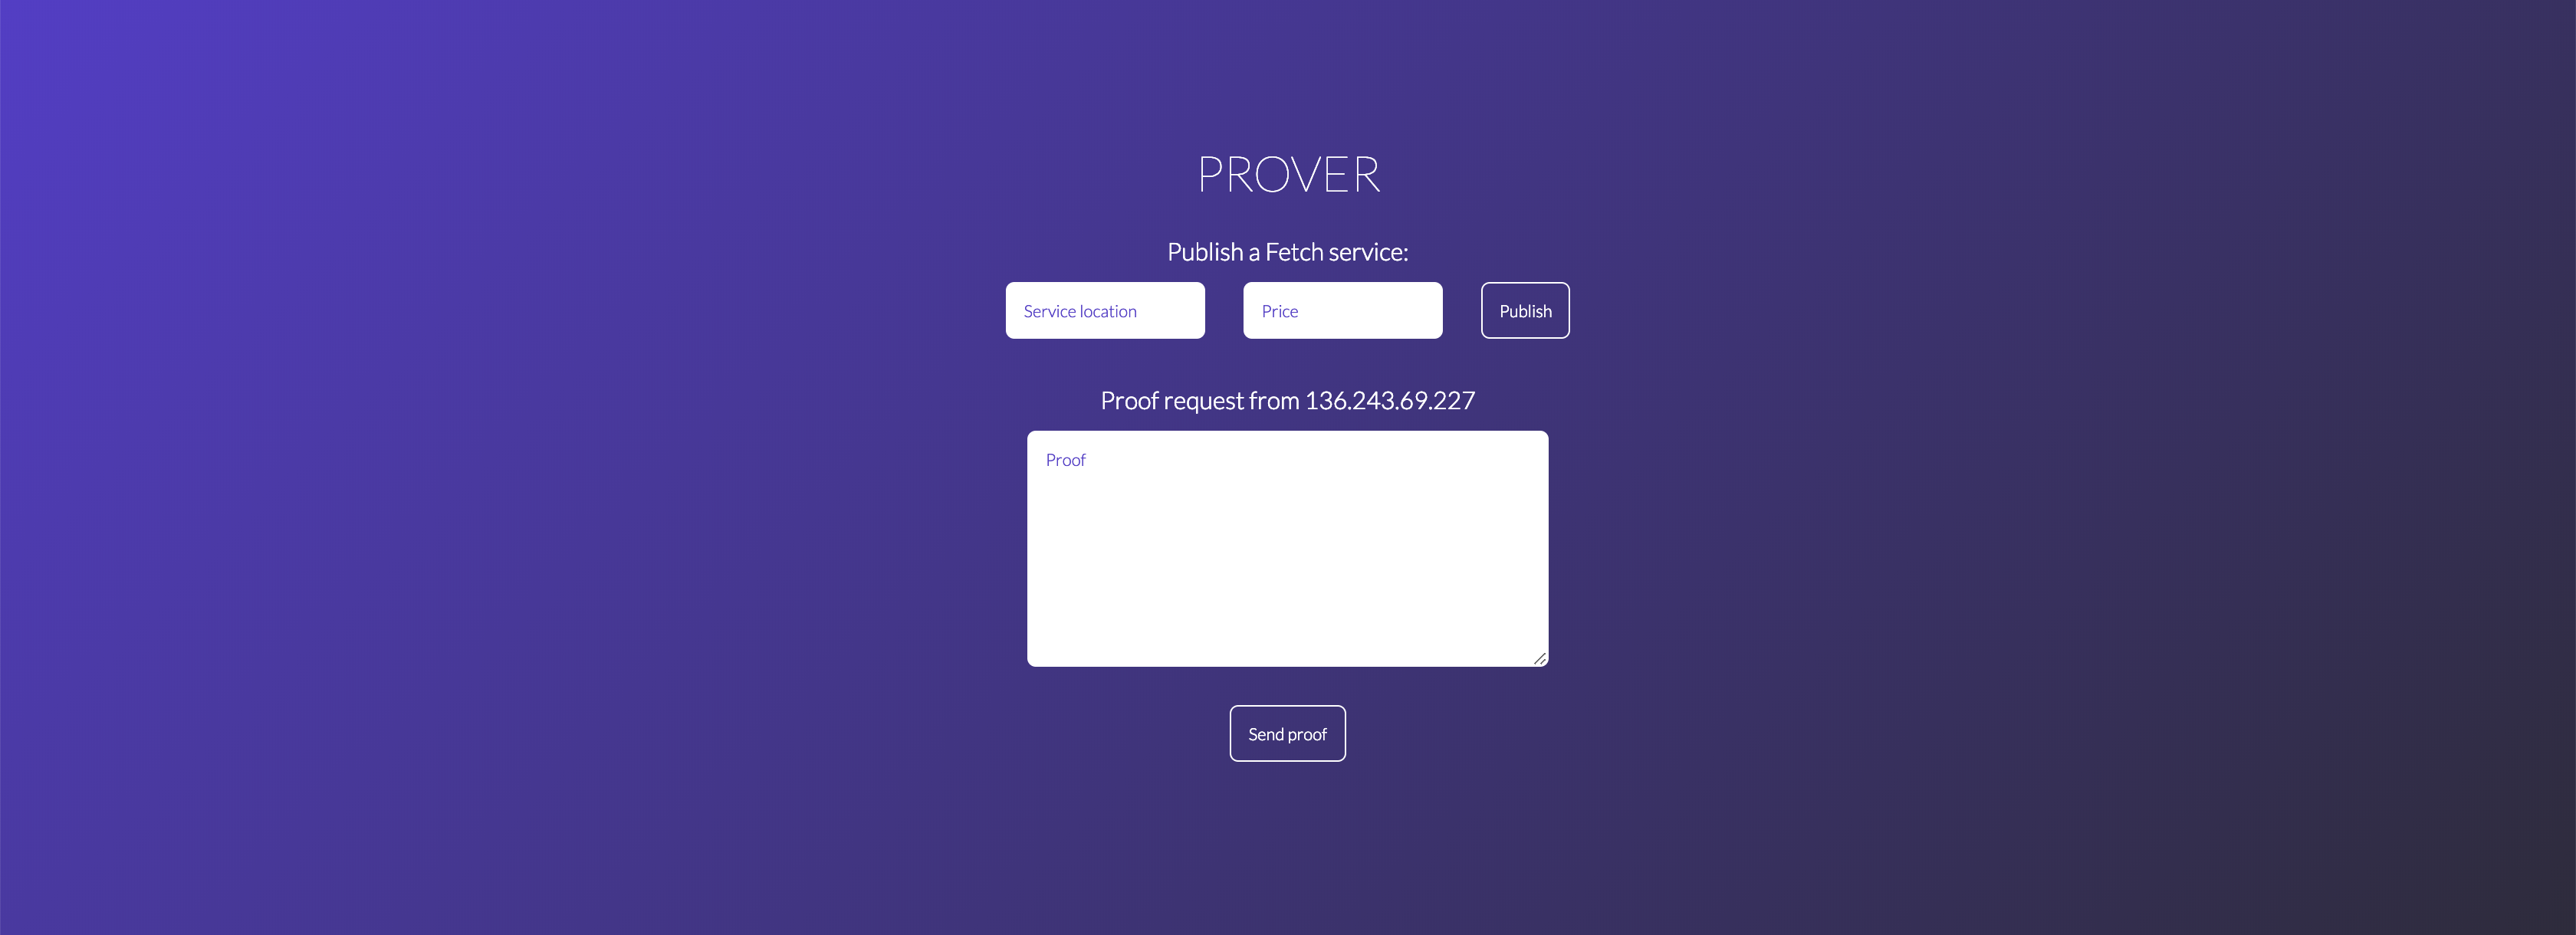 PROVER
Publish a Fetch service:
Service location Price Publish
Proof request from 136.243.69.227
Proof
Send proof